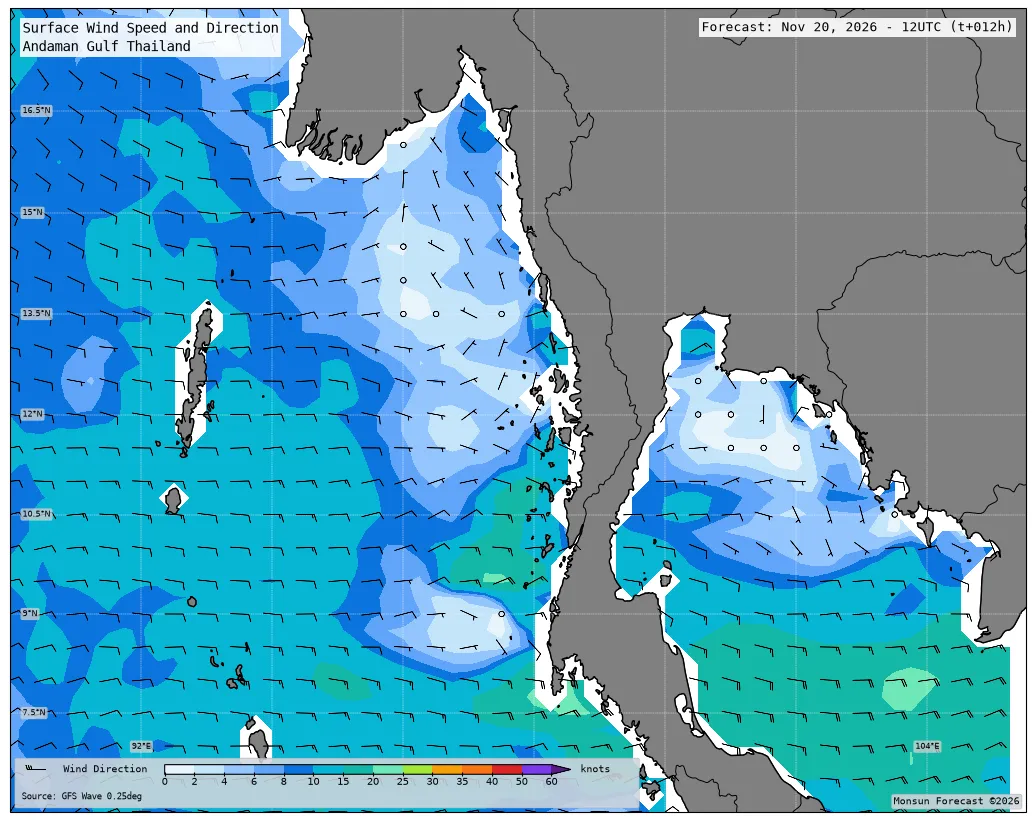 Surface Wind Speed and Direction
Andaman Gulf Thailand
Forecast: Nov 20, 2026 - 12UTC (t+012h)
16.5°N
15°N
13.5°N
12°N
10.5°N
9°N
7.5°N
92°E
104°E
Wind Direction
0 2 4 6 8 10 15 20 25 30 35 40 50 60
knots
Source: GFS Wave 0.25deg
Monsun Forecast ©2026